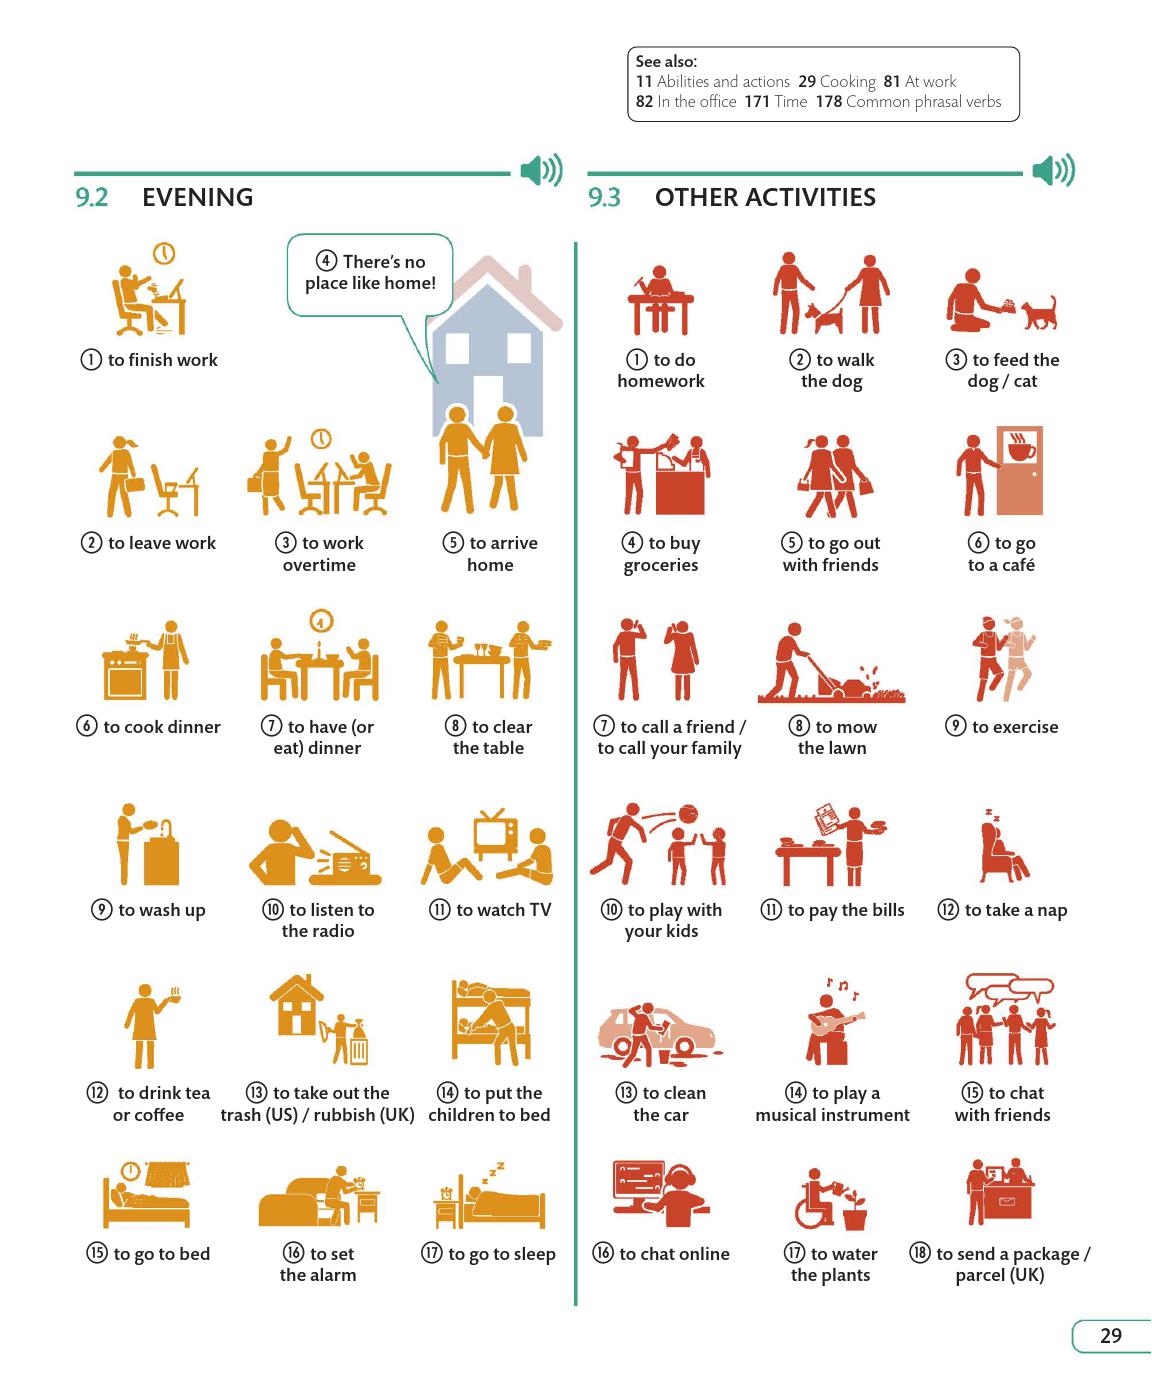 See also:
11 Abilities and actions 29 Cooking 81 At work
82 In the office 171 Time 178 Common phrasal verbs
9.2 EVENING
④ There's no
place like home!
① to finish work
② to leave work
③ to work
overtime
⑤ to arrive
home
⑥ to cook dinner
⑦ to have (or
eat) dinner
⑧ to clear
the table
⑨ to wash up
⑩ to listen to
the radio
⑪ to watch TV
⑫ to drink tea
or coffee
⑬ to take out the
trash (US) / rubbish (UK)
⑭ to put the
children to bed
⑮ to go to bed
⑯ to set
the alarm
z z z
⑰ to go to sleep
9.3 OTHER ACTIVITIES
① to do
homework
② to walk
the dog
③ to feed the
dog / cat
④ to buy
groceries
⑤ to go out
with friends
⑥ to go
to a café
⑦ to call a friend /
to call your family
⑧ to mow
the lawn
⑨ to exercise
⑩ to play with
your kids
⑪ to pay the bills
z z
⑫ to take a nap
⑬ to clean
the car
⑭ to play a
musical instrument
⑮ to chat
with friends
⑯ to chat online
⑰ to water
the plants
⑱ to send a package /
parcel (UK)
29